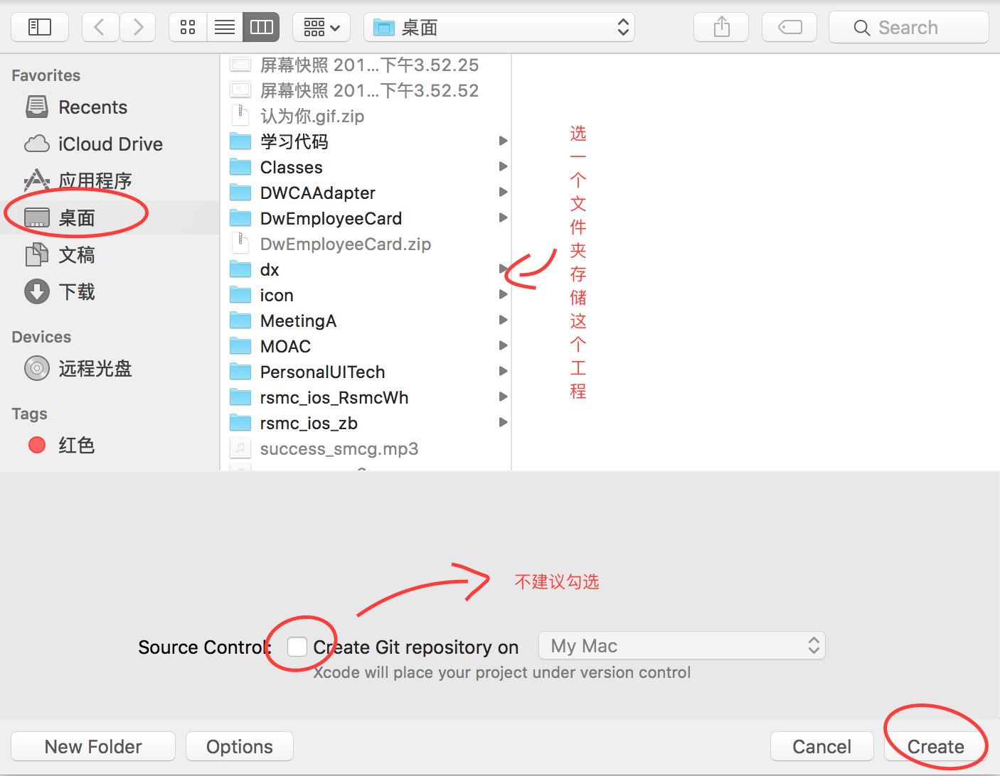 桌面
Search
Favorites
Recents
iCloud Drive
应用程序
桌面
文稿
下载
Devices
远程光盘
Tags
红色
屏幕快照 201...下午3.52.25
屏幕快照 201...下午3.52.52
认为你.gif.zip
学习代码
Classes
DWCAAdapter
DwEmployeeCard
DwEmployeeCard.zip
dx
icon
MeetingA
MOAC
PersonalUITech
rsmc_ios_RsmcWh
rsmc_ios_zb
success_smcg.mp3
选一个文件夹存储这个工程
不建议勾选
Source Control: Create Git repository on My Mac
Xcode will place your project under version control
New Folder Options Cancel Create